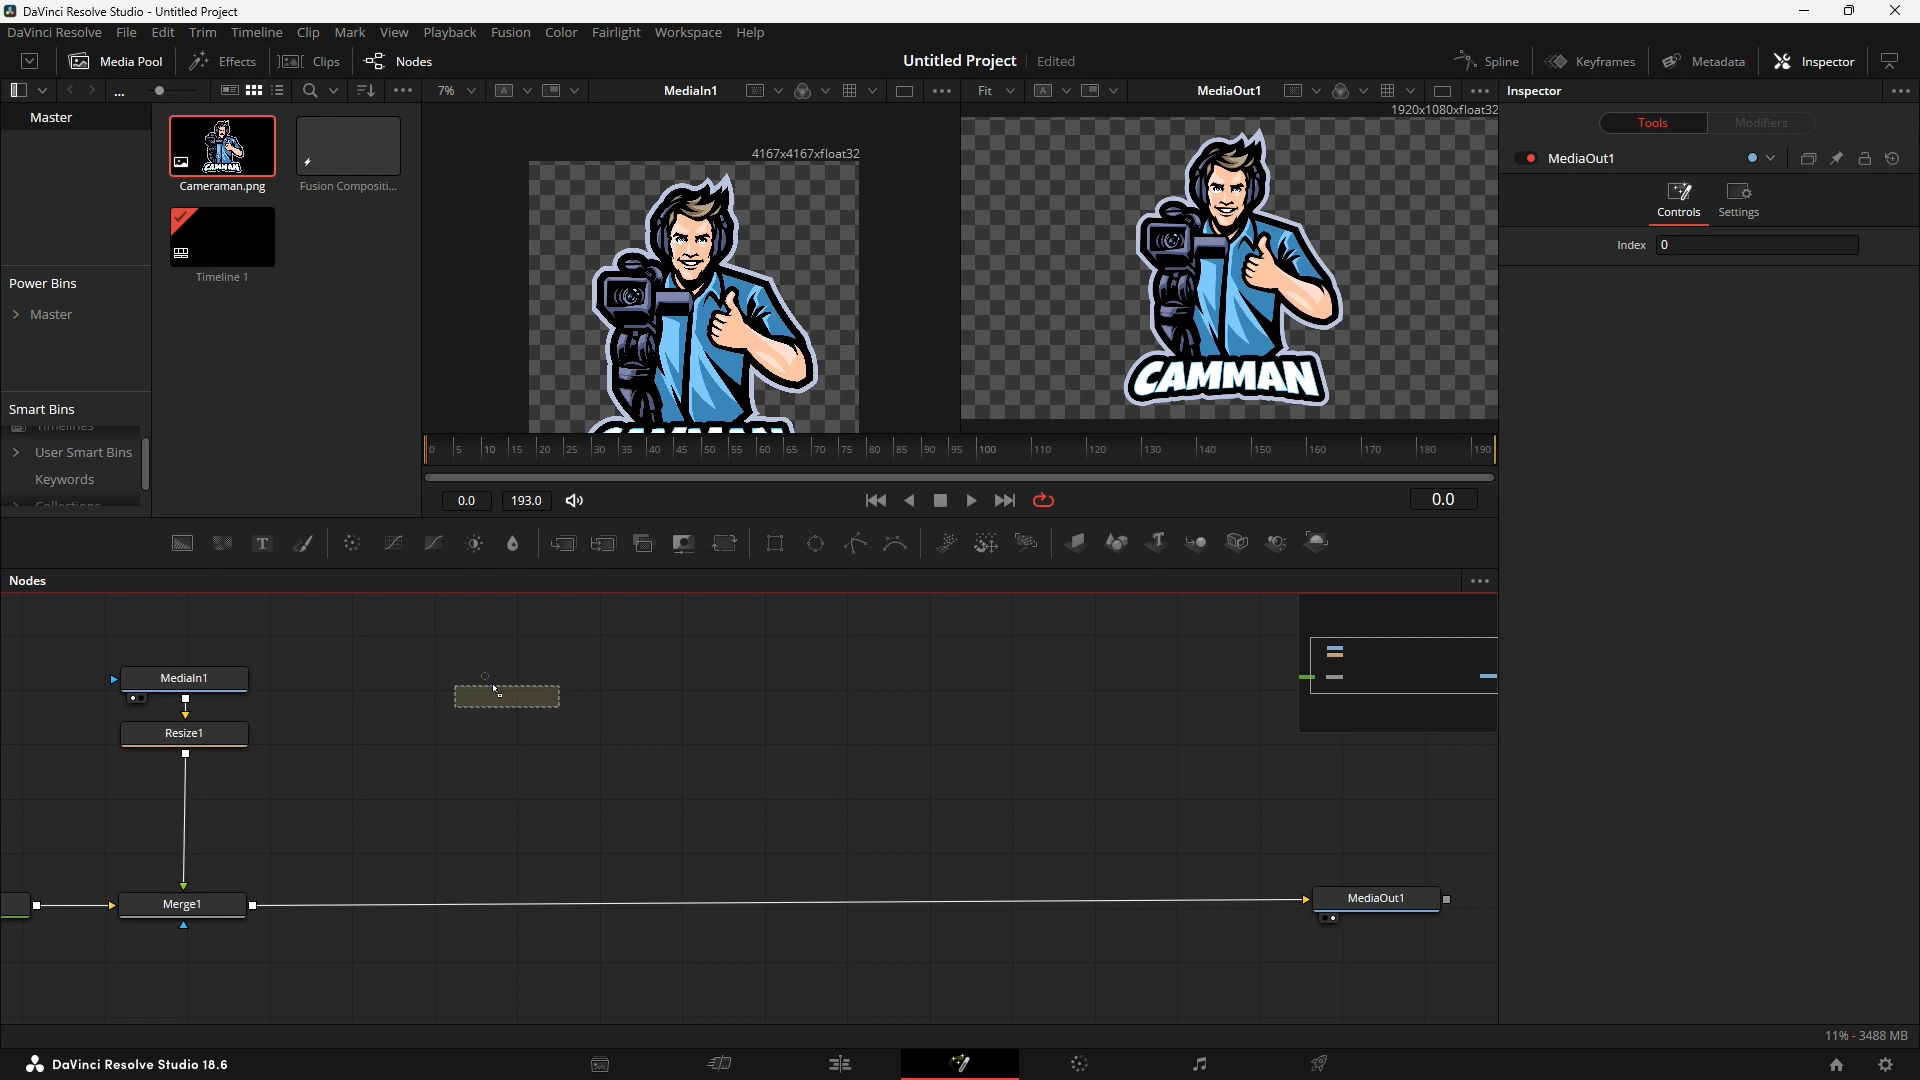 DaVinci Resolve Studio - Untitled Project
DaVinci Resolve File Edit Trim Timeline Clip Mark View Playback Fusion Color Fairlight Workspace Help
Media Pool Effects Clips Nodes Untitled Project Edited Spline Keyframes Metadata Inspector
... 7% MediaIn1 Fit MediaOut1 Inspector
Master
Cameraman.png
Fusion Compositi...
Timeline 1
Power Bins
Master
Smart Bins
Timelines
User Smart Bins
Keywords
Collections
4167x4167xfloat32
CAMMAN
1920x1080xfloat32
CAMMAN
Tools Modifiers
MediaOut1
Controls Settings
Index 0
0 5 10 15 20 25 30 35 40 45 50 55 60 65 70 75 80 85 90 95 100 110 120 130 140 150 160 170 180 190
0.0 193.0 0.0
Nodes
MediaIn1
Resize1
Merge1
MediaOut1
11% - 3488 MB
DaVinci Resolve Studio 18.6